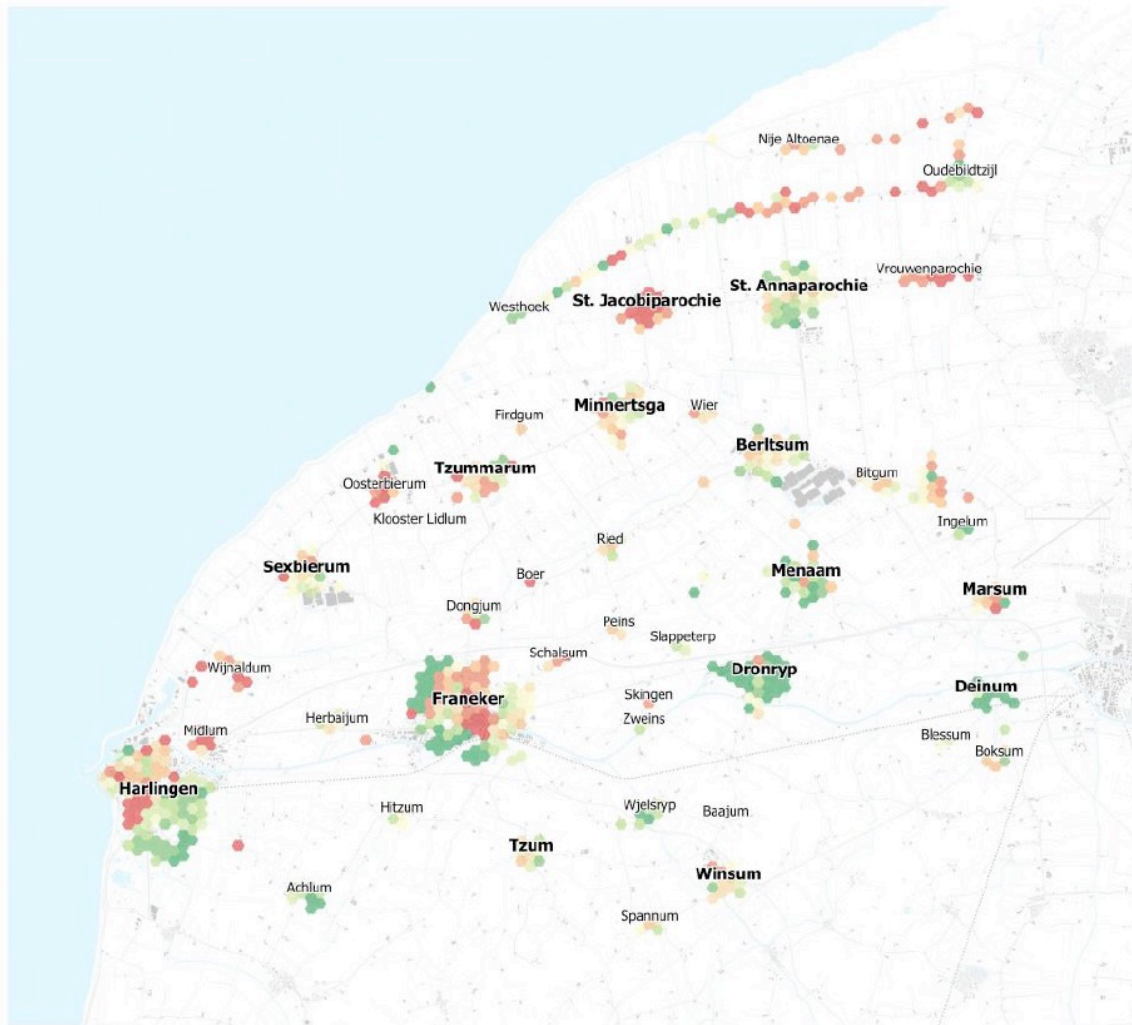 Nije Altoenae
Oudebildtzijl
Vrouwenparochie
St. Annaparochie
St. Jacobiparochie
Westhoek
Minnertsga
Wier
Firdgum
Berltsum
Tzummarum
Bitgum
Oosterbierum
Klooster Lidlum
Ingelum
Ried
Sexbierum
Boer
Menaam
Marsum
Dongjum
Peins
Slappeterp
Schalsum
Wijnaldum
Dronryp
Deinum
Franeker
Skingen
Herbaijum
Zweins
Midlum
Blessum
Boksum
Harlingen
Hitzum
Wjelsryp
Baajum
Tzum
Winsum
Achlum
Spannum